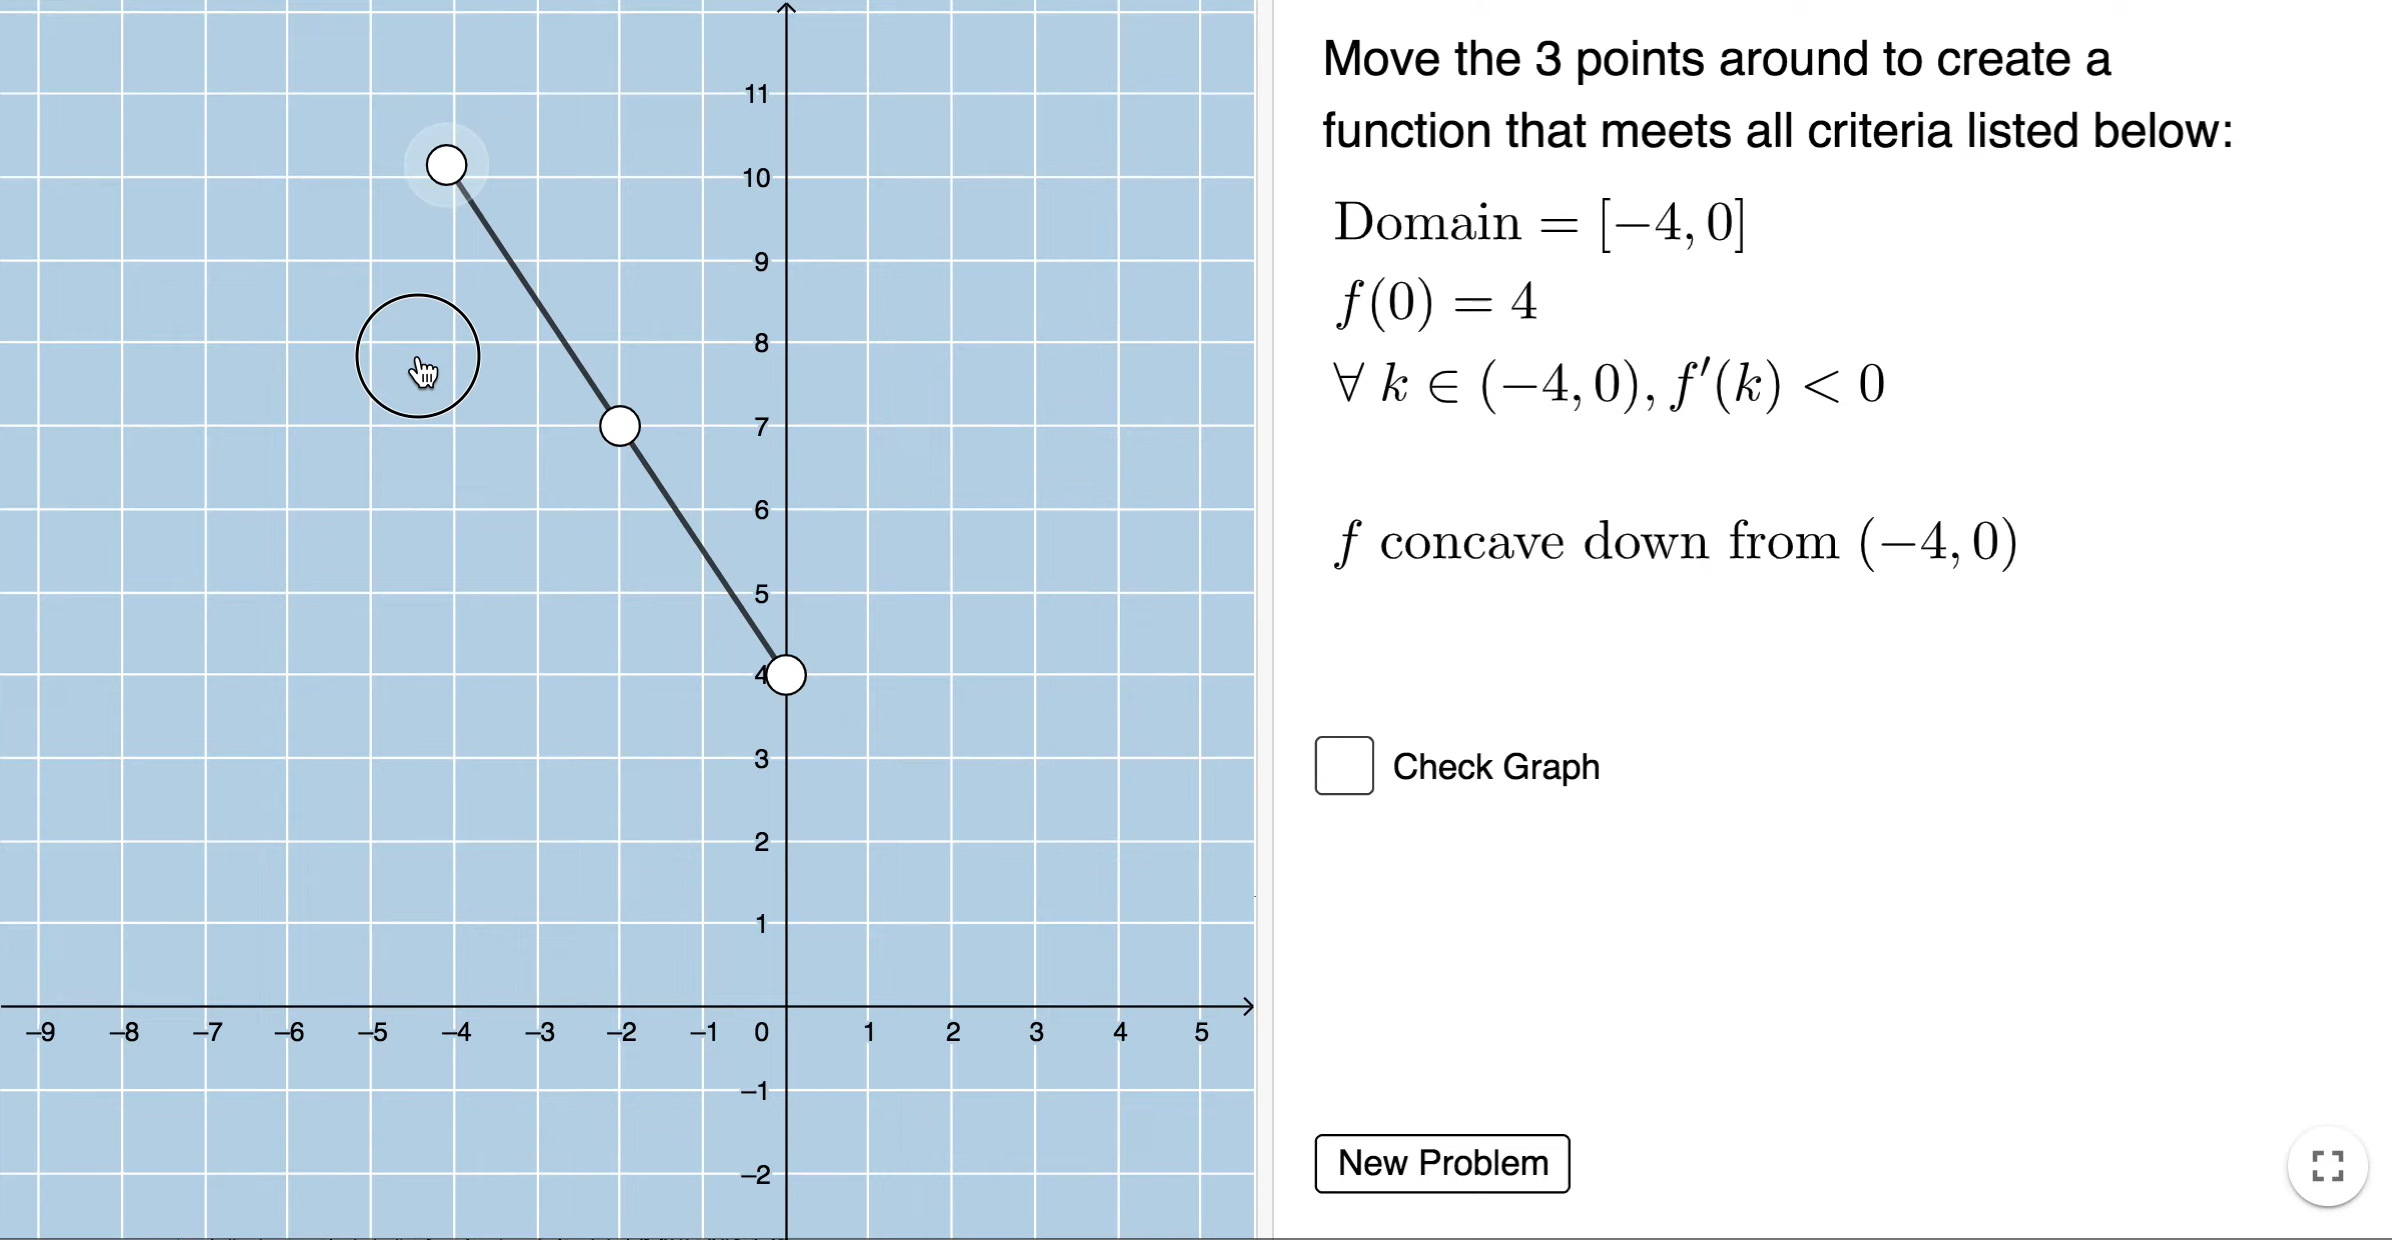 Move the 3 points around to create a
function that meets all criteria listed below:
Domain = [−4, 0]
f(0) = 4
∀ k ∈ (−4, 0), f′(k) < 0
f concave down from (−4, 0)
Check Graph
New Problem
11
10
9
8
7
6
5
4
3
2
1
–9 –8 –7 –6 –5 –4 –3 –2 –1 0 1 2 3 4 5
–1
–2